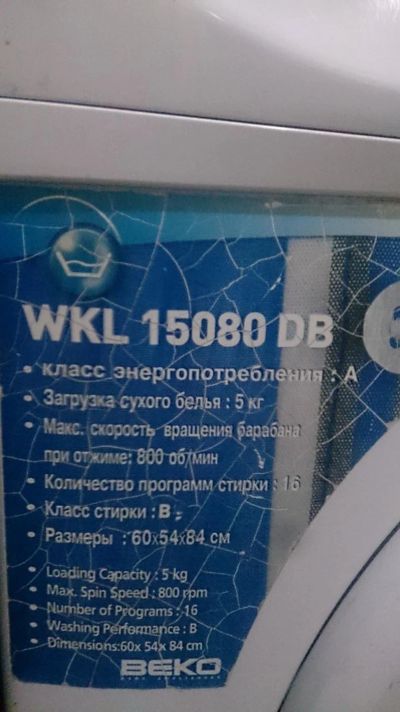 WKL 15080 DB
• класс энергопотребления : А
• Загрузка сухого белья : 5 кг
• Макс. скорость вращения барабана
при отжиме: 800 об/мин
• Количество программ стирки : 16
• Класс стирки : В
• Размеры : 60x54x84 см
• Loading Capacity : 5 kg
• Max. Spin Speed : 800 rpm
• Number of Programs : 16
• Washing Performance : B
• Dimensions:60x 54x 84 cm
BEKO
HOME APPLIANCES